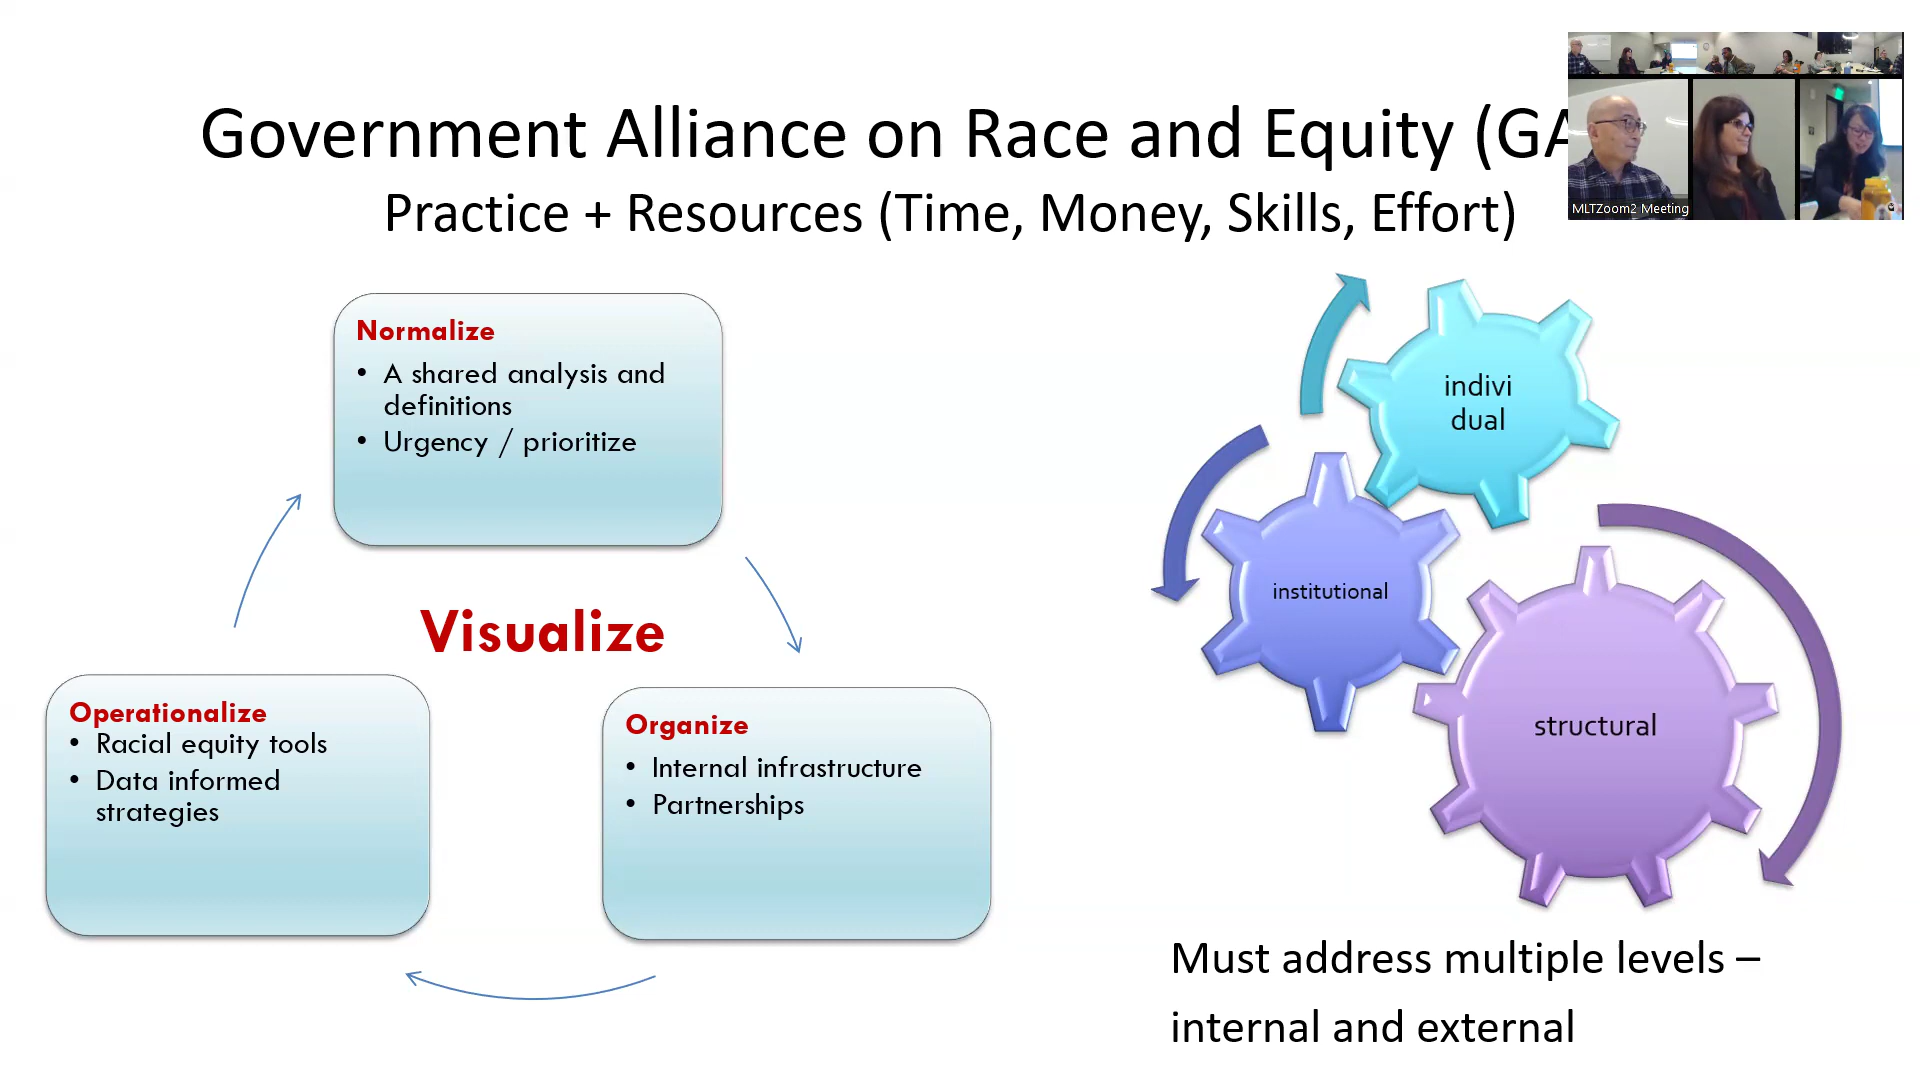 Government Alliance on Race and Equity (GA
Practice + Resources (Time, Money, Skills, Effort)
MLTZoom2 Meeting
Normalize
• A shared analysis and
definitions
• Urgency / prioritize
Visualize
Operationalize
• Racial equity tools
• Data informed
strategies
Organize
• Internal infrastructure
• Partnerships
indivi
dual
institutional
structural
Must address multiple levels –
internal and external